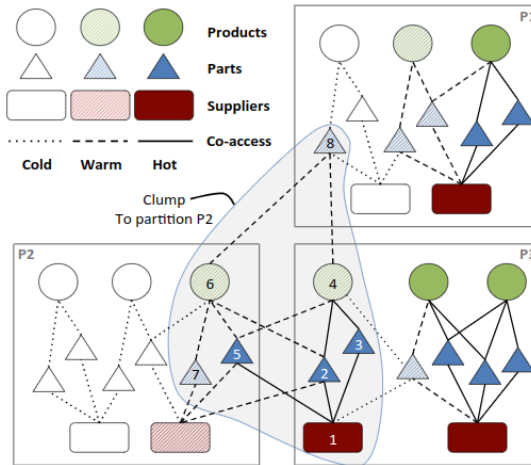 Products
Parts
Suppliers
Co-access
Cold Warm Hot
Clump
To partition P2
8
P2
6
4
7
5
2
3
1